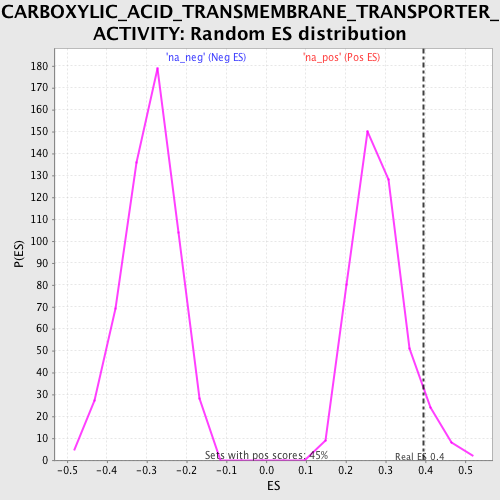 CARBOXYLIC_ACID_TRANSMEMBRANE_TRANSPORTER_
ACTIVITY: Random ES distribution
'na_neg' (Neg ES) 'na_pos' (Pos ES)
180
170
160
150
140
130
120
110
100
90
80
70
60
50
40
30
20
10
0
P(ES)
Sets with pos scores: 45%
Real ES 0.4
-0.5 -0.4 -0.3 -0.2 -0.1 0.0 0.1 0.2 0.3 0.4 0.5
ES